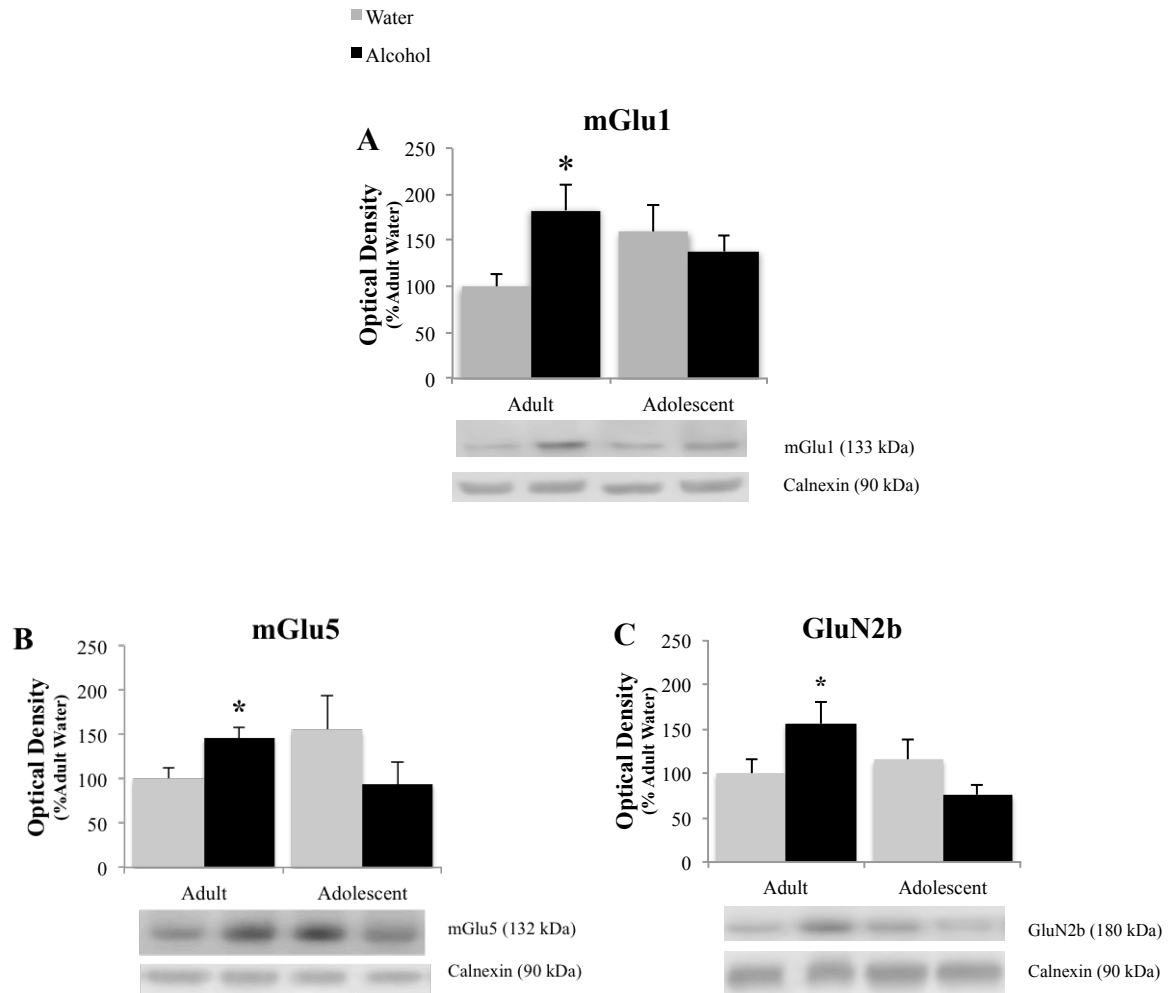 Water
Alcohol
A
mGlu1
Optical Density
(%Adult Water)
250
200
150
100
50
0
*
Adult
Adolescent
mGlu1 (133 kDa)
Calnexin (90 kDa)
B
mGlu5
Optical Density
(%Adult Water)
250
200
150
100
50
0
*
Adult
Adolescent
mGlu5 (132 kDa)
Calnexin (90 kDa)
C
GluN2b
Optical Density
(% Adult Water)
250
200
150
100
50
0
*
Adult
Adolescent
GluN2b (180 kDa)
Calnexin (90 kDa)